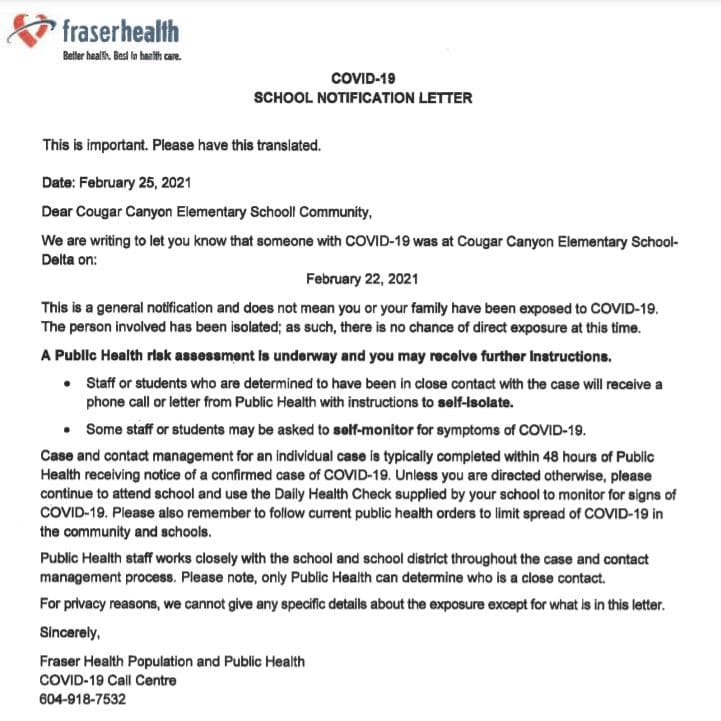 fraserhealth
Better health. Best in health care.
COVID-19
SCHOOL NOTIFICATION LETTER
This is important. Please have this translated.
Date: February 25, 2021
Dear Cougar Canyon Elementary Schooll Community,
We are writing to let you know that someone with COVID-19 was at Cougar Canyon Elementary School-
Delta on:
February 22, 2021
This is a general notification and does not mean you or your family have been exposed to COVID-19.
The person involved has been isolated; as such, there is no chance of direct exposure at this time.
A Public Health risk assessment is underway and you may receive further instructions.
• Staff or students who are determined to have been in close contact with the case will receive a
phone call or letter from Public Health with instructions to self-isolate.
• Some staff or students may be asked to self-monitor for symptoms of COVID-19.
Case and contact management for an individual case is typically completed within 48 hours of Public
Health receiving notice of a confirmed case of COVID-19. Unless you are directed otherwise, please
continue to attend school and use the Daily Health Check supplied by your school to monitor for signs of
COVID-19. Please also remember to follow current public health orders to limit spread of COVID-19 in
the community and schools.
Public Health staff works closely with the school and school district throughout the case and contact
management process. Please note, only Public Health can determine who is a close contact.
For privacy reasons, we cannot give any specific details about the exposure except for what is in this letter.
Sincerely,
Fraser Health Population and Public Health
COVID-19 Call Centre
604-918-7532